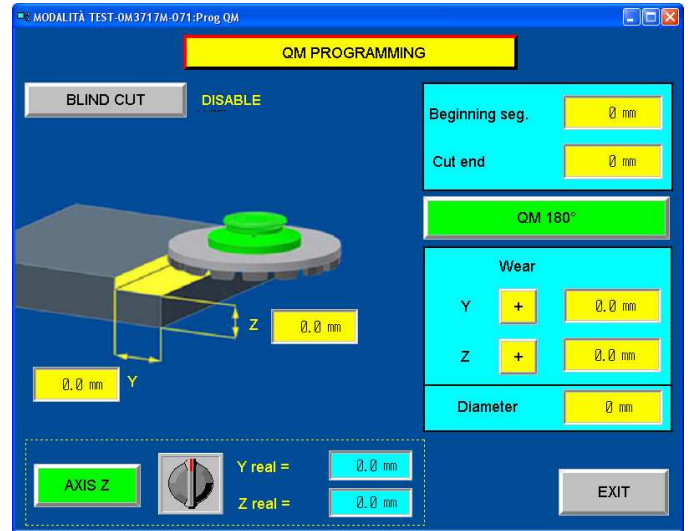 MODALITÀ TEST-0M3717M-071:Prog QM
QM PROGRAMMING
BLIND CUT
DISABLE
Beginning seg.
0 mm
Cut end
0 mm
QM 180°
Wear
Y
+
0.0 mm
Z
+
0.0 mm
Diameter
0 mm
Z
0.0 mm
0.0 mm
Y
AXIS Z
Y real =
0.0 mm
Z real =
0.0 mm
EXIT